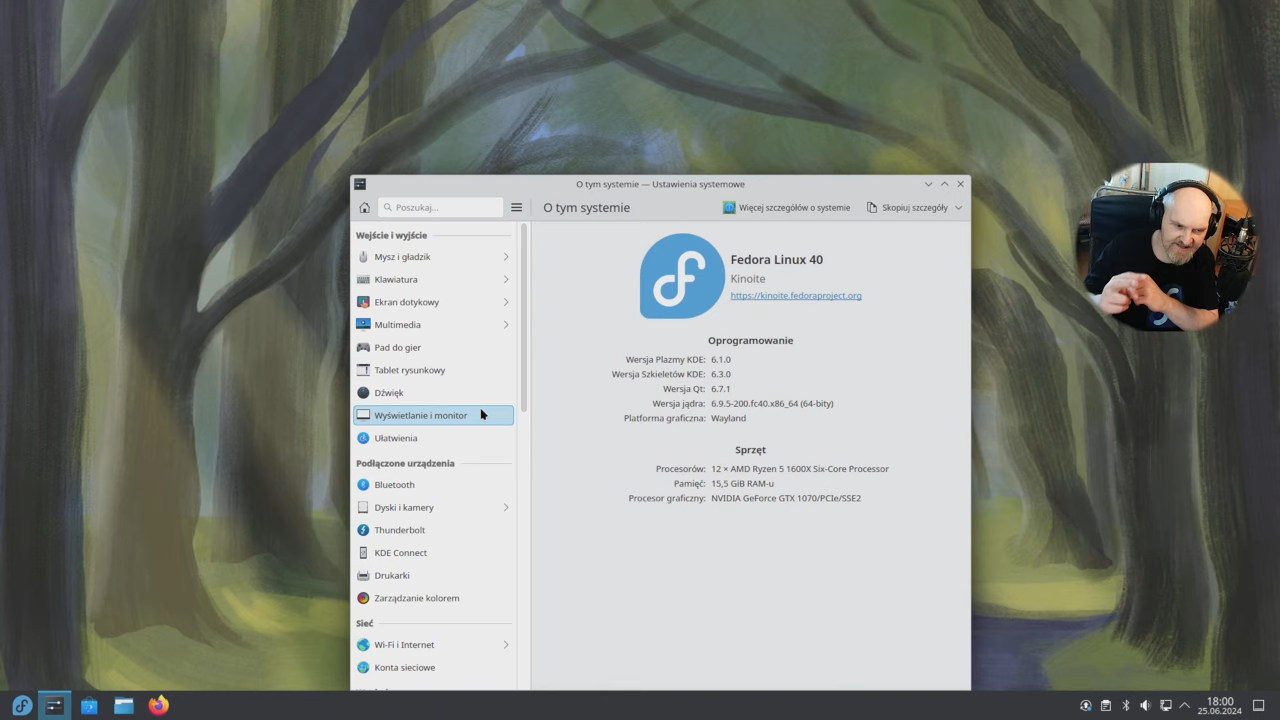 O tym systemie — Ustawienia systemowe
Poszukaj...
O tym systemie
Więcej szczegółów o systemie
Skopiuj szczegóły
Wejście i wyjście
Mysz i gładzik
Klawiatura
Ekran dotykowy
Multimedia
Pad do gier
Tablet rysunkowy
Dźwięk
Wyświetlanie i monitor
Ułatwienia
Podłączone urządzenia
Bluetooth
Dyski i kamery
Thunderbolt
KDE Connect
Drukarki
Zarządzanie kolorem
Sieć
Wi-Fi i Internet
Konta sieciowe
Fedora Linux 40
Kinoite
https://kinoite.fedoraproject.org
Oprogramowanie
Wersja Plazmy KDE: 6.1.0
Wersja Szkieletów KDE: 6.3.0
Wersja Qt: 6.7.1
Wersja jądra: 6.9.5-200.fc40.x86_64 (64-bity)
Platforma graficzna: Wayland
Sprzęt
Procesorów: 12 × AMD Ryzen 5 1600X Six-Core Processor
Pamięć: 15,5 GiB RAM-u
Procesor graficzny: NVIDIA GeForce GTX 1070/PCIe/SSE2
18:00
25.06.2024